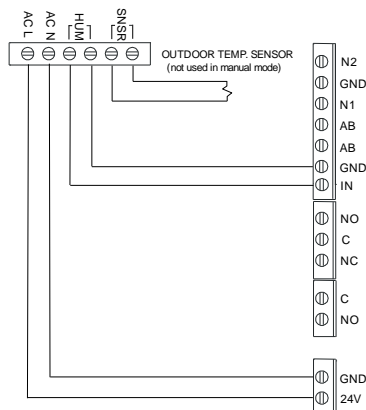 AC L
AC N
HUM
SNSR
OUTDOOR TEMP. SENSOR
(not used in manual mode)
N2
GND
N1
AB
AB
GND
IN
NO
C
NC
C
NO
GND
24V